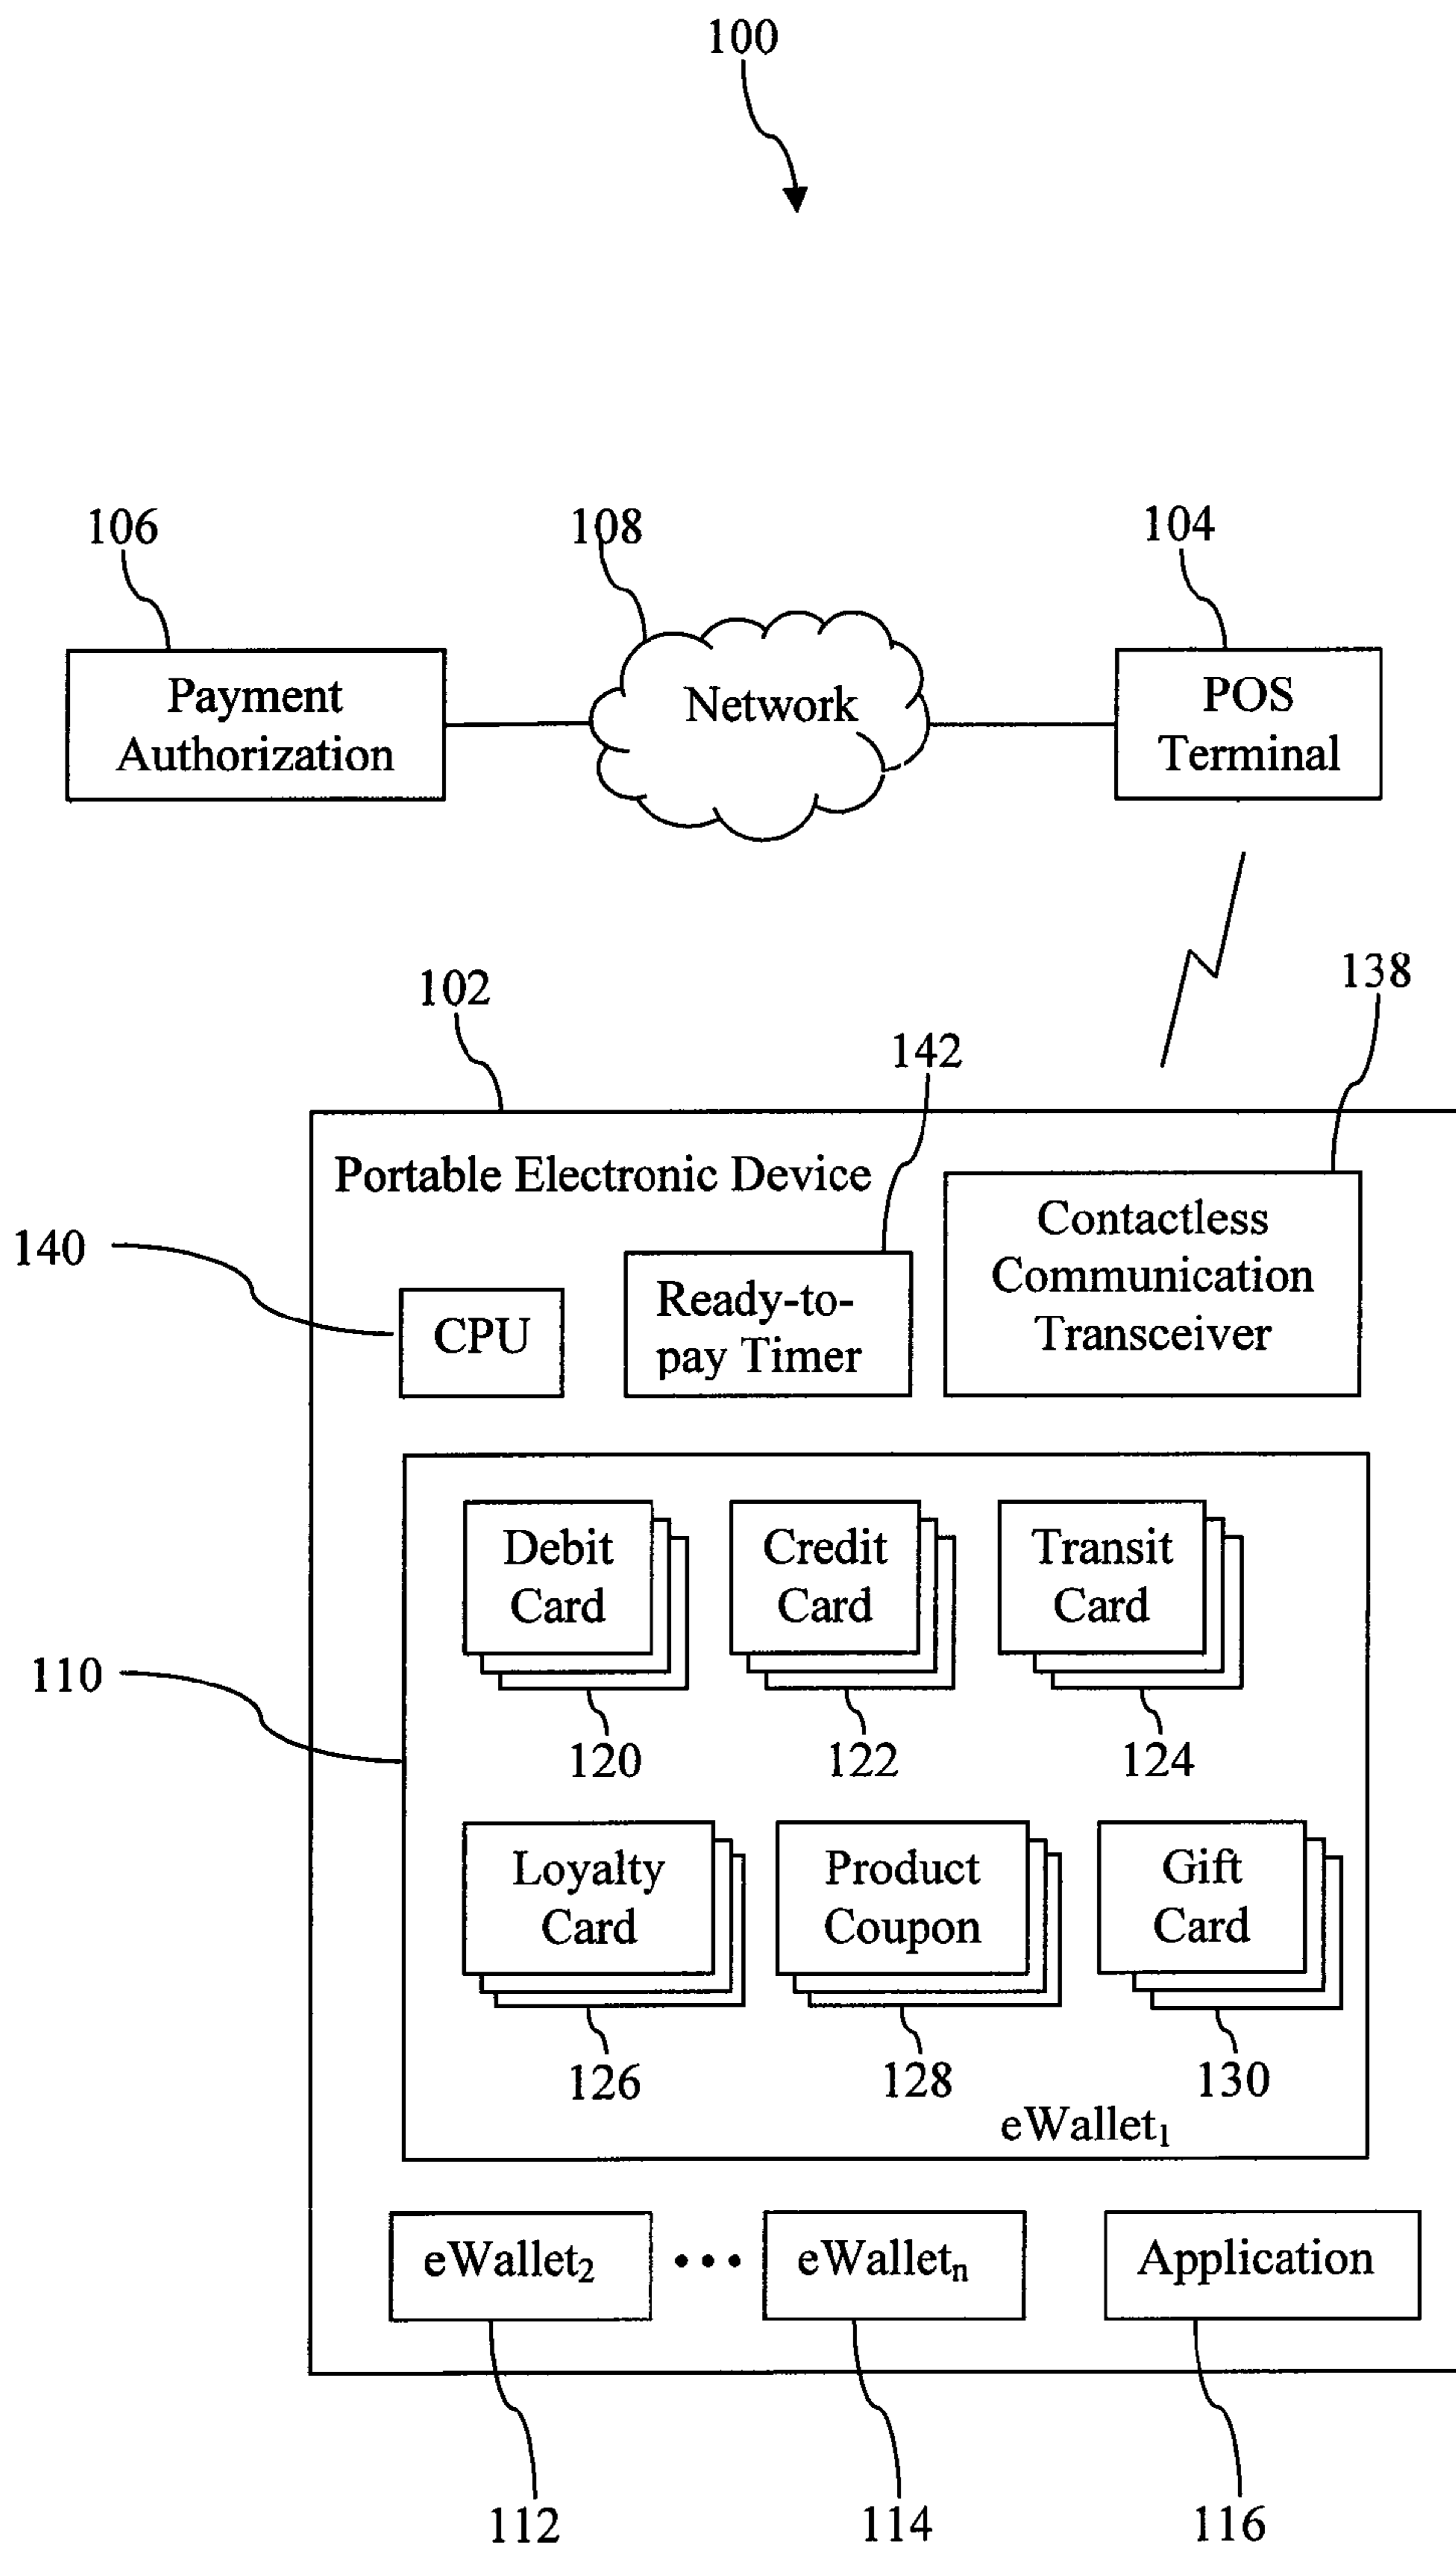 100
106
108
104
Payment
Authorization
Network
POS
Terminal
102
142
138
Portable Electronic Device
140
CPU
Ready-to-
pay Timer
Contactless
Communication
Transceiver
110
Debit
Card
Credit
Card
Transit
Card
120
122
124
Loyalty
Card
Product
Coupon
Gift
Card
126
128
130
eWallet₁
eWallet₂
•••
eWalletₙ
Application
112
114
116